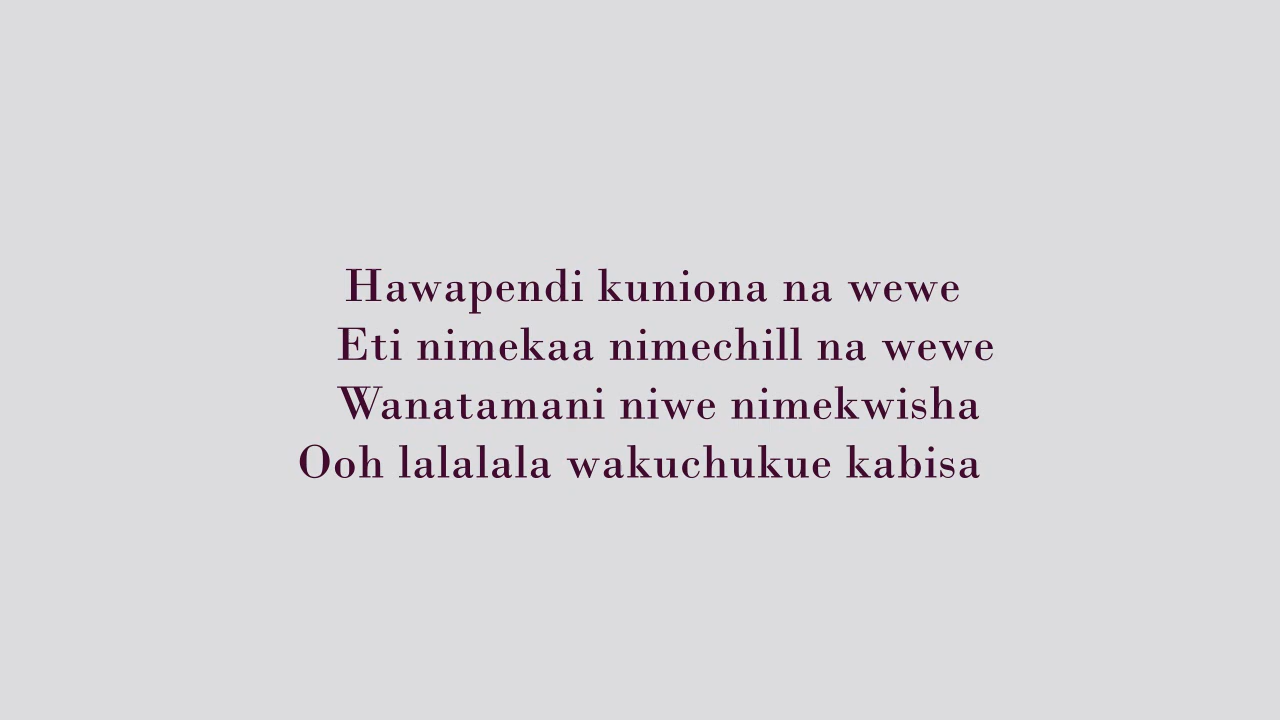 Hawapendi kuniona na wewe
Eti nimekaa nimechill na wewe
Wanatamani niwe nimekwisha
Ooh lalalala wakuchukue kabisa